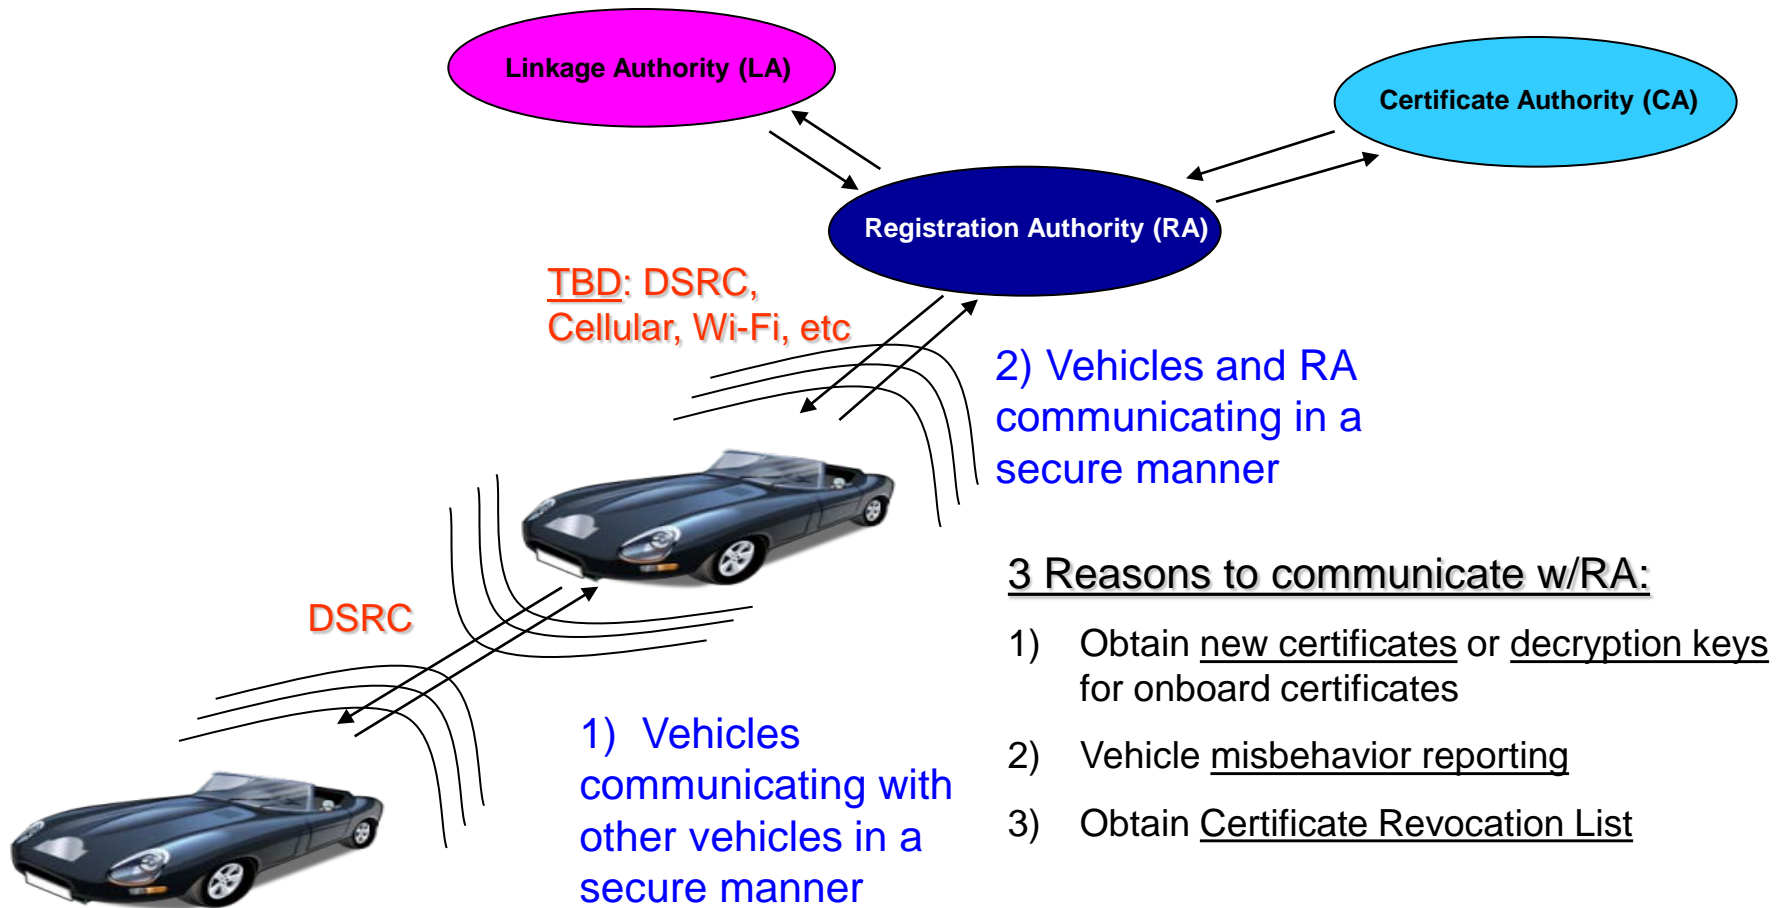 Linkage Authority (LA)
Certificate Authority (CA)
Registration Authority (RA)
TBD: DSRC,
Cellular, Wi-Fi, etc
2) Vehicles and RA
communicating in a
secure manner
DSRC
1) Vehicles
communicating with
other vehicles in a
secure manner
3 Reasons to communicate w/RA:
1) Obtain new certificates or decryption keys
for onboard certificates
2) Vehicle misbehavior reporting
3) Obtain Certificate Revocation List